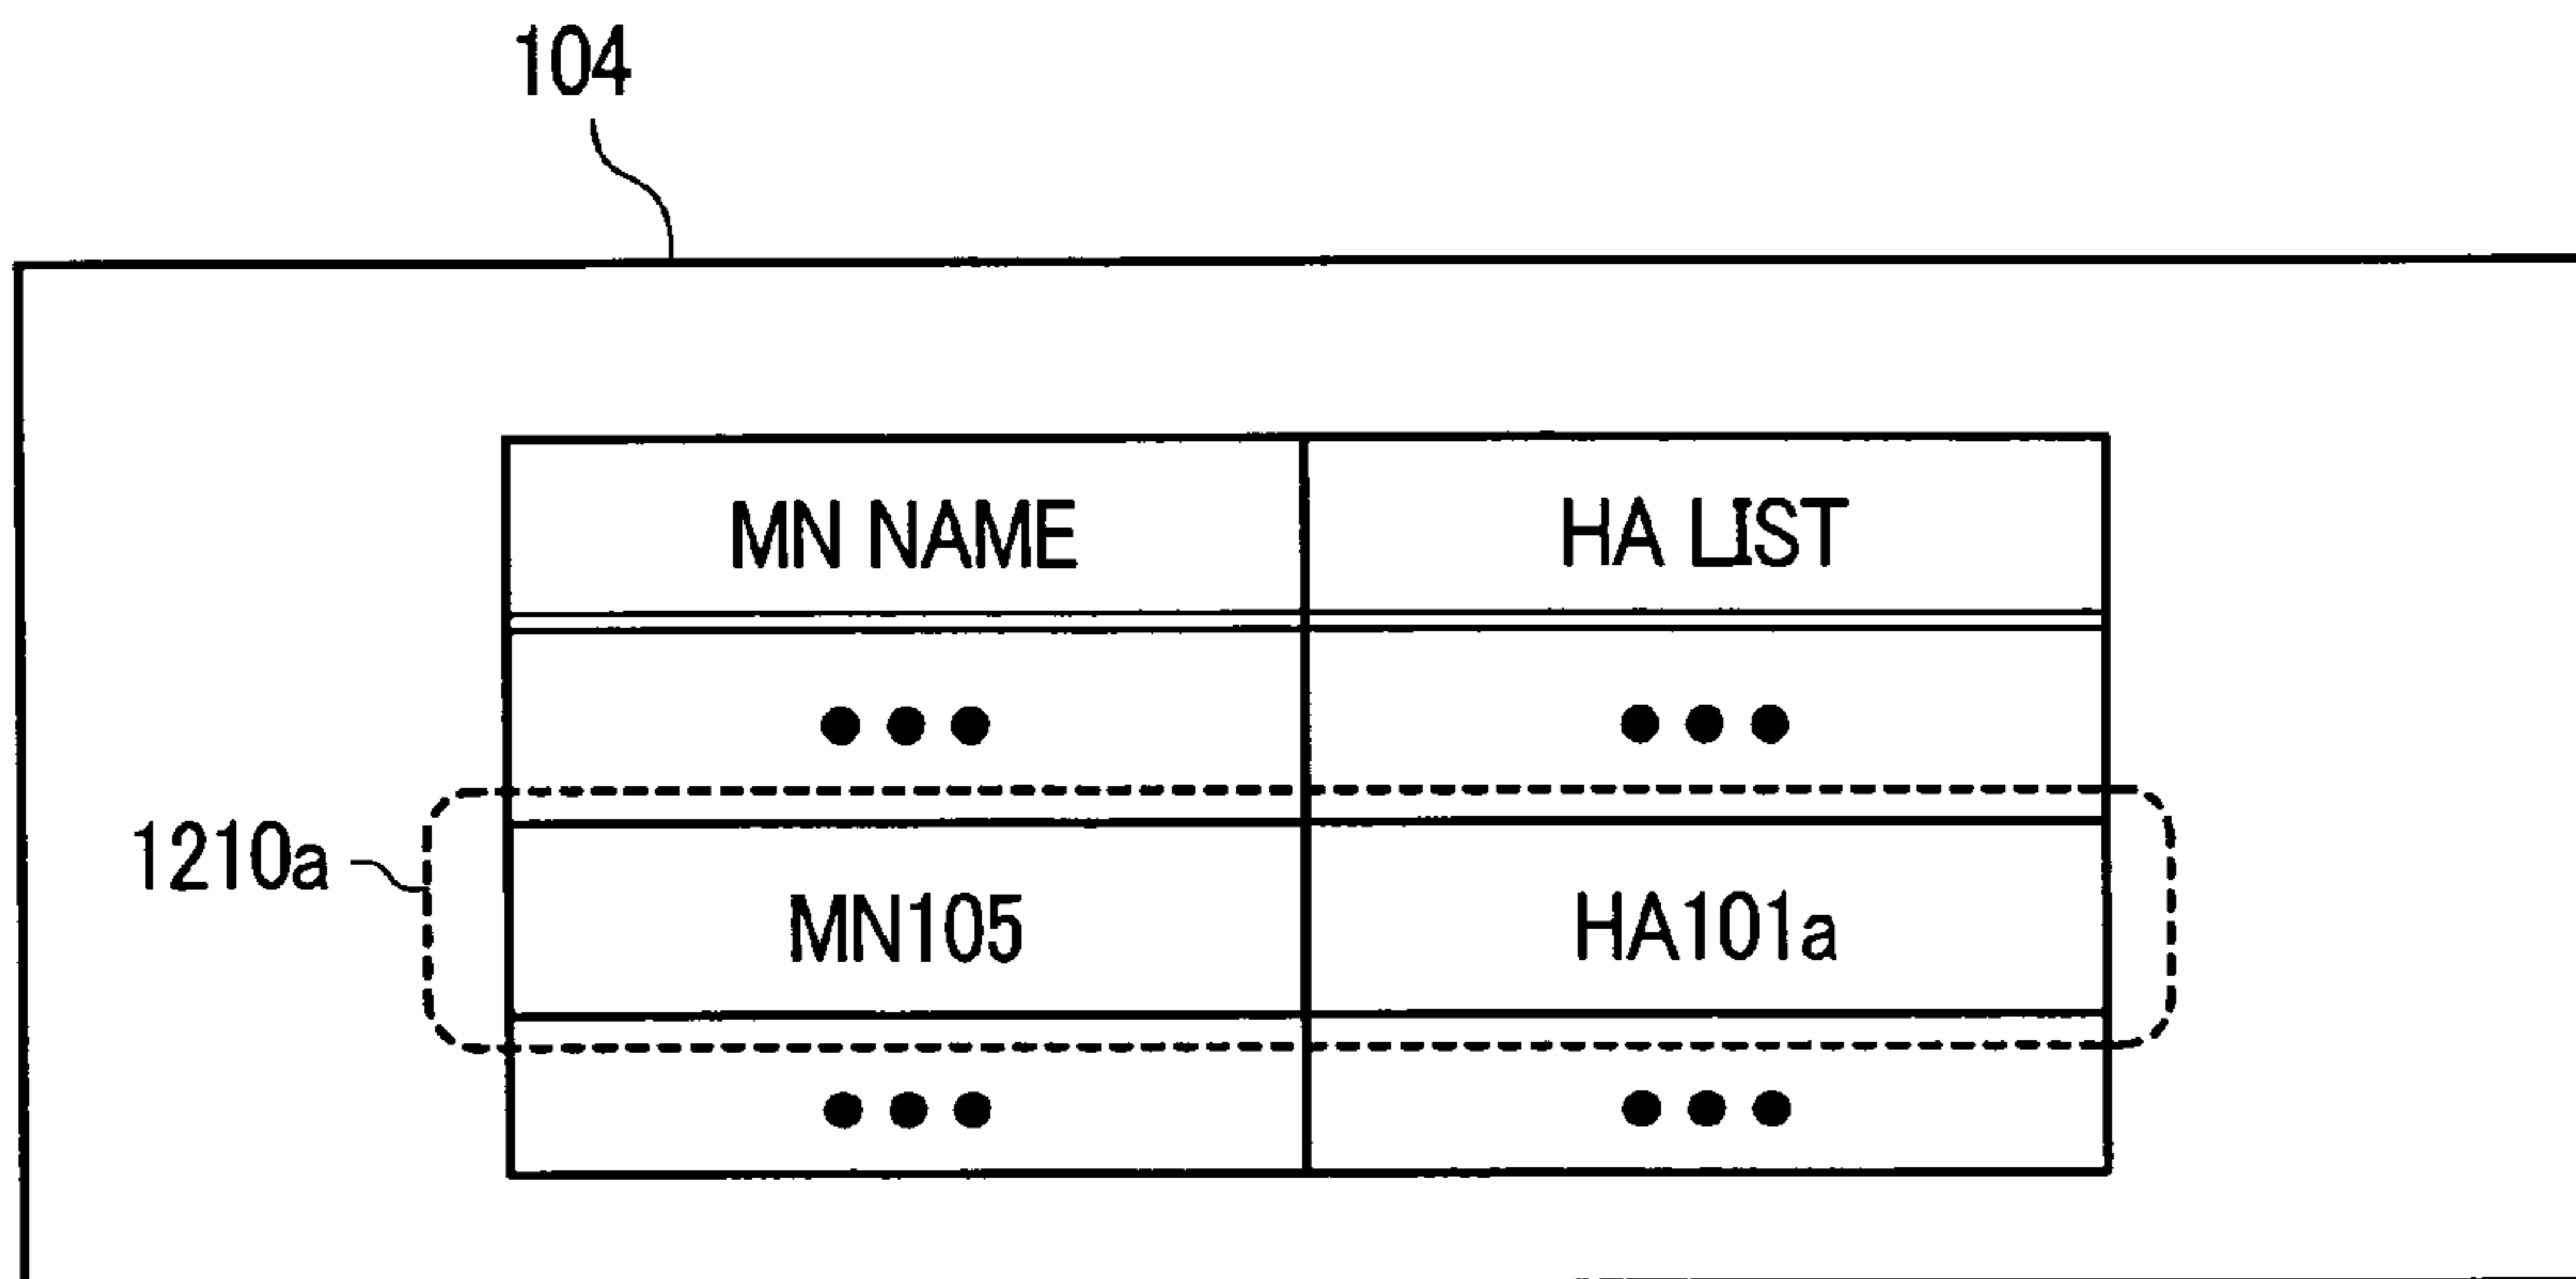 104
MN NAME HA LIST
●●● ●●●
1210a MN105 HA101a
●●● ●●●